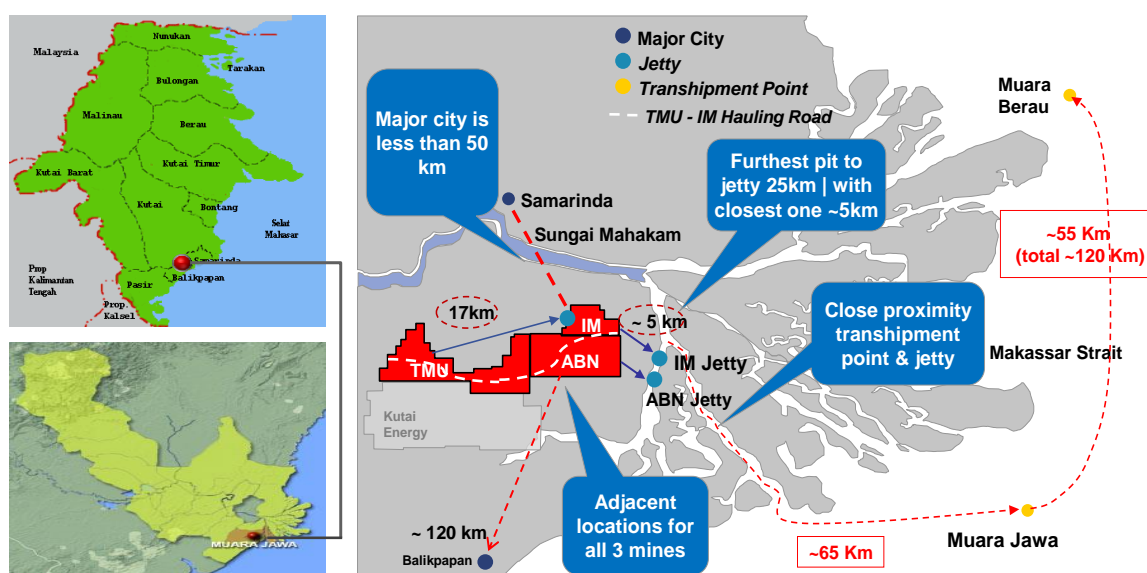 Nunukan
Malaysia
Tarakan
Bulongan
Malinau
Berau
Kutai Timur
Kutai Barat
Kutai
Bontang
Selat
Mahasar
Samarinda
Balikpapan
Prop
Kalimantan
Tengah
Pasir
Prop.
Kalsel
MUARA JAWA
Major City
Jetty
Transhipment Point
TMU - IM Hauling Road
Major city is
less than 50
km
Furthest pit to
jetty 25km | with
closest one ~5km
Muara
Berau
Samarinda
Sungai Mahakam
~55 Km
(total ~120 Km)
17km
IM
~ 5 km
Close proximity
transhipment
point & jetty
Makassar Strait
TMU
ABN
IM Jetty
ABN Jetty
Kutai
Energy
Adjacent
locations for
all 3 mines
~ 120 km
Balikpapan
~65 Km
Muara Jawa